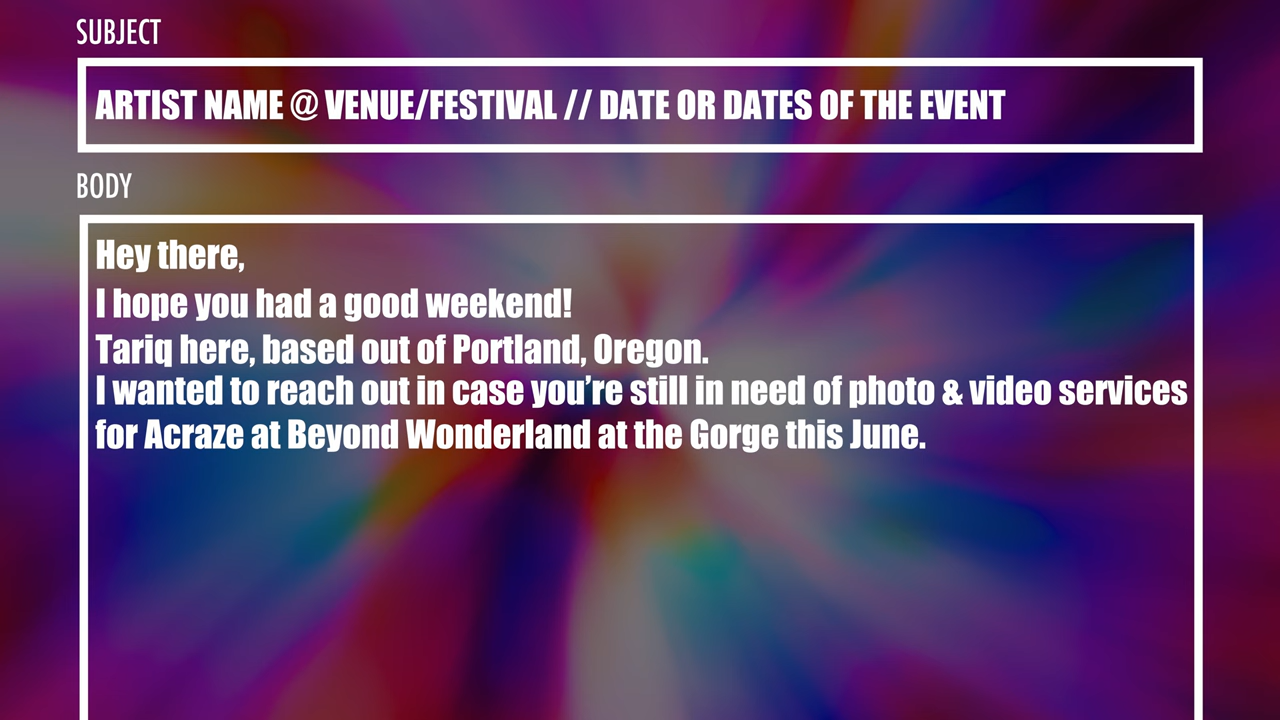 SUBJECT
ARTIST NAME @ VENUE/FESTIVAL // DATE OR DATES OF THE EVENT
BODY
Hey there,
I hope you had a good weekend!
Tariq here, based out of Portland, Oregon.
I wanted to reach out in case you’re still in need of photo & video services
for Acraze at Beyond Wonderland at the Gorge this June.